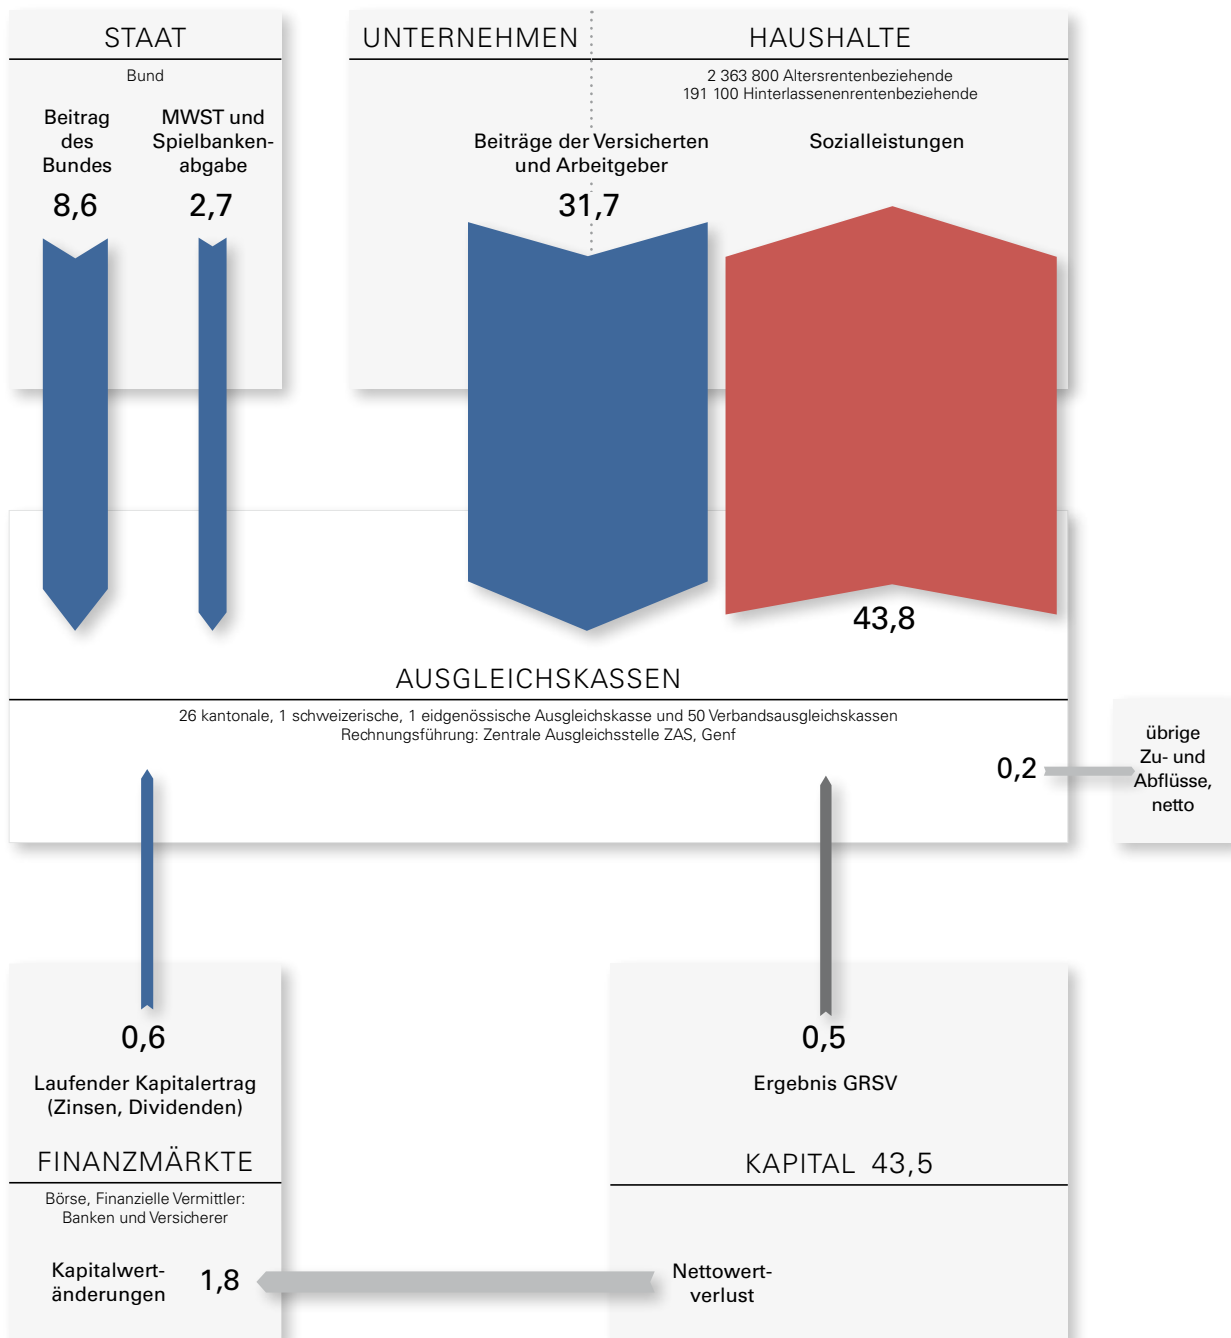 STAAT
Bund
Beitrag
des
Bundes
8,6
MWST und
Spielbanken-
abgabe
2,7
UNTERNEHMEN
HAUSHALTE
2 363 800 Altersrentenbeziehende
191 100 Hinterlassenenrentenbeziehende
Beiträge der Versicherten
und Arbeitgeber
31,7
Sozialleistungen
43,8
AUSGLEICHSKASSEN
26 kantonale, 1 schweizerische, 1 eidgenössische Ausgleichskasse und 50 Verbandsausgleichskassen
Rechnungsführung: Zentrale Ausgleichsstelle ZAS, Genf
0,2
übrige
Zu- und
Abflüsse,
netto
0,6
Laufender Kapitalertrag
(Zinsen, Dividenden)
FINANZMÄRKTE
Börse, Finanzielle Vermittler:
Banken und Versicherer
Kapitalwert-
änderungen
1,8
0,5
Ergebnis GRSV
KAPITAL 43,5
Nettowert-
verlust